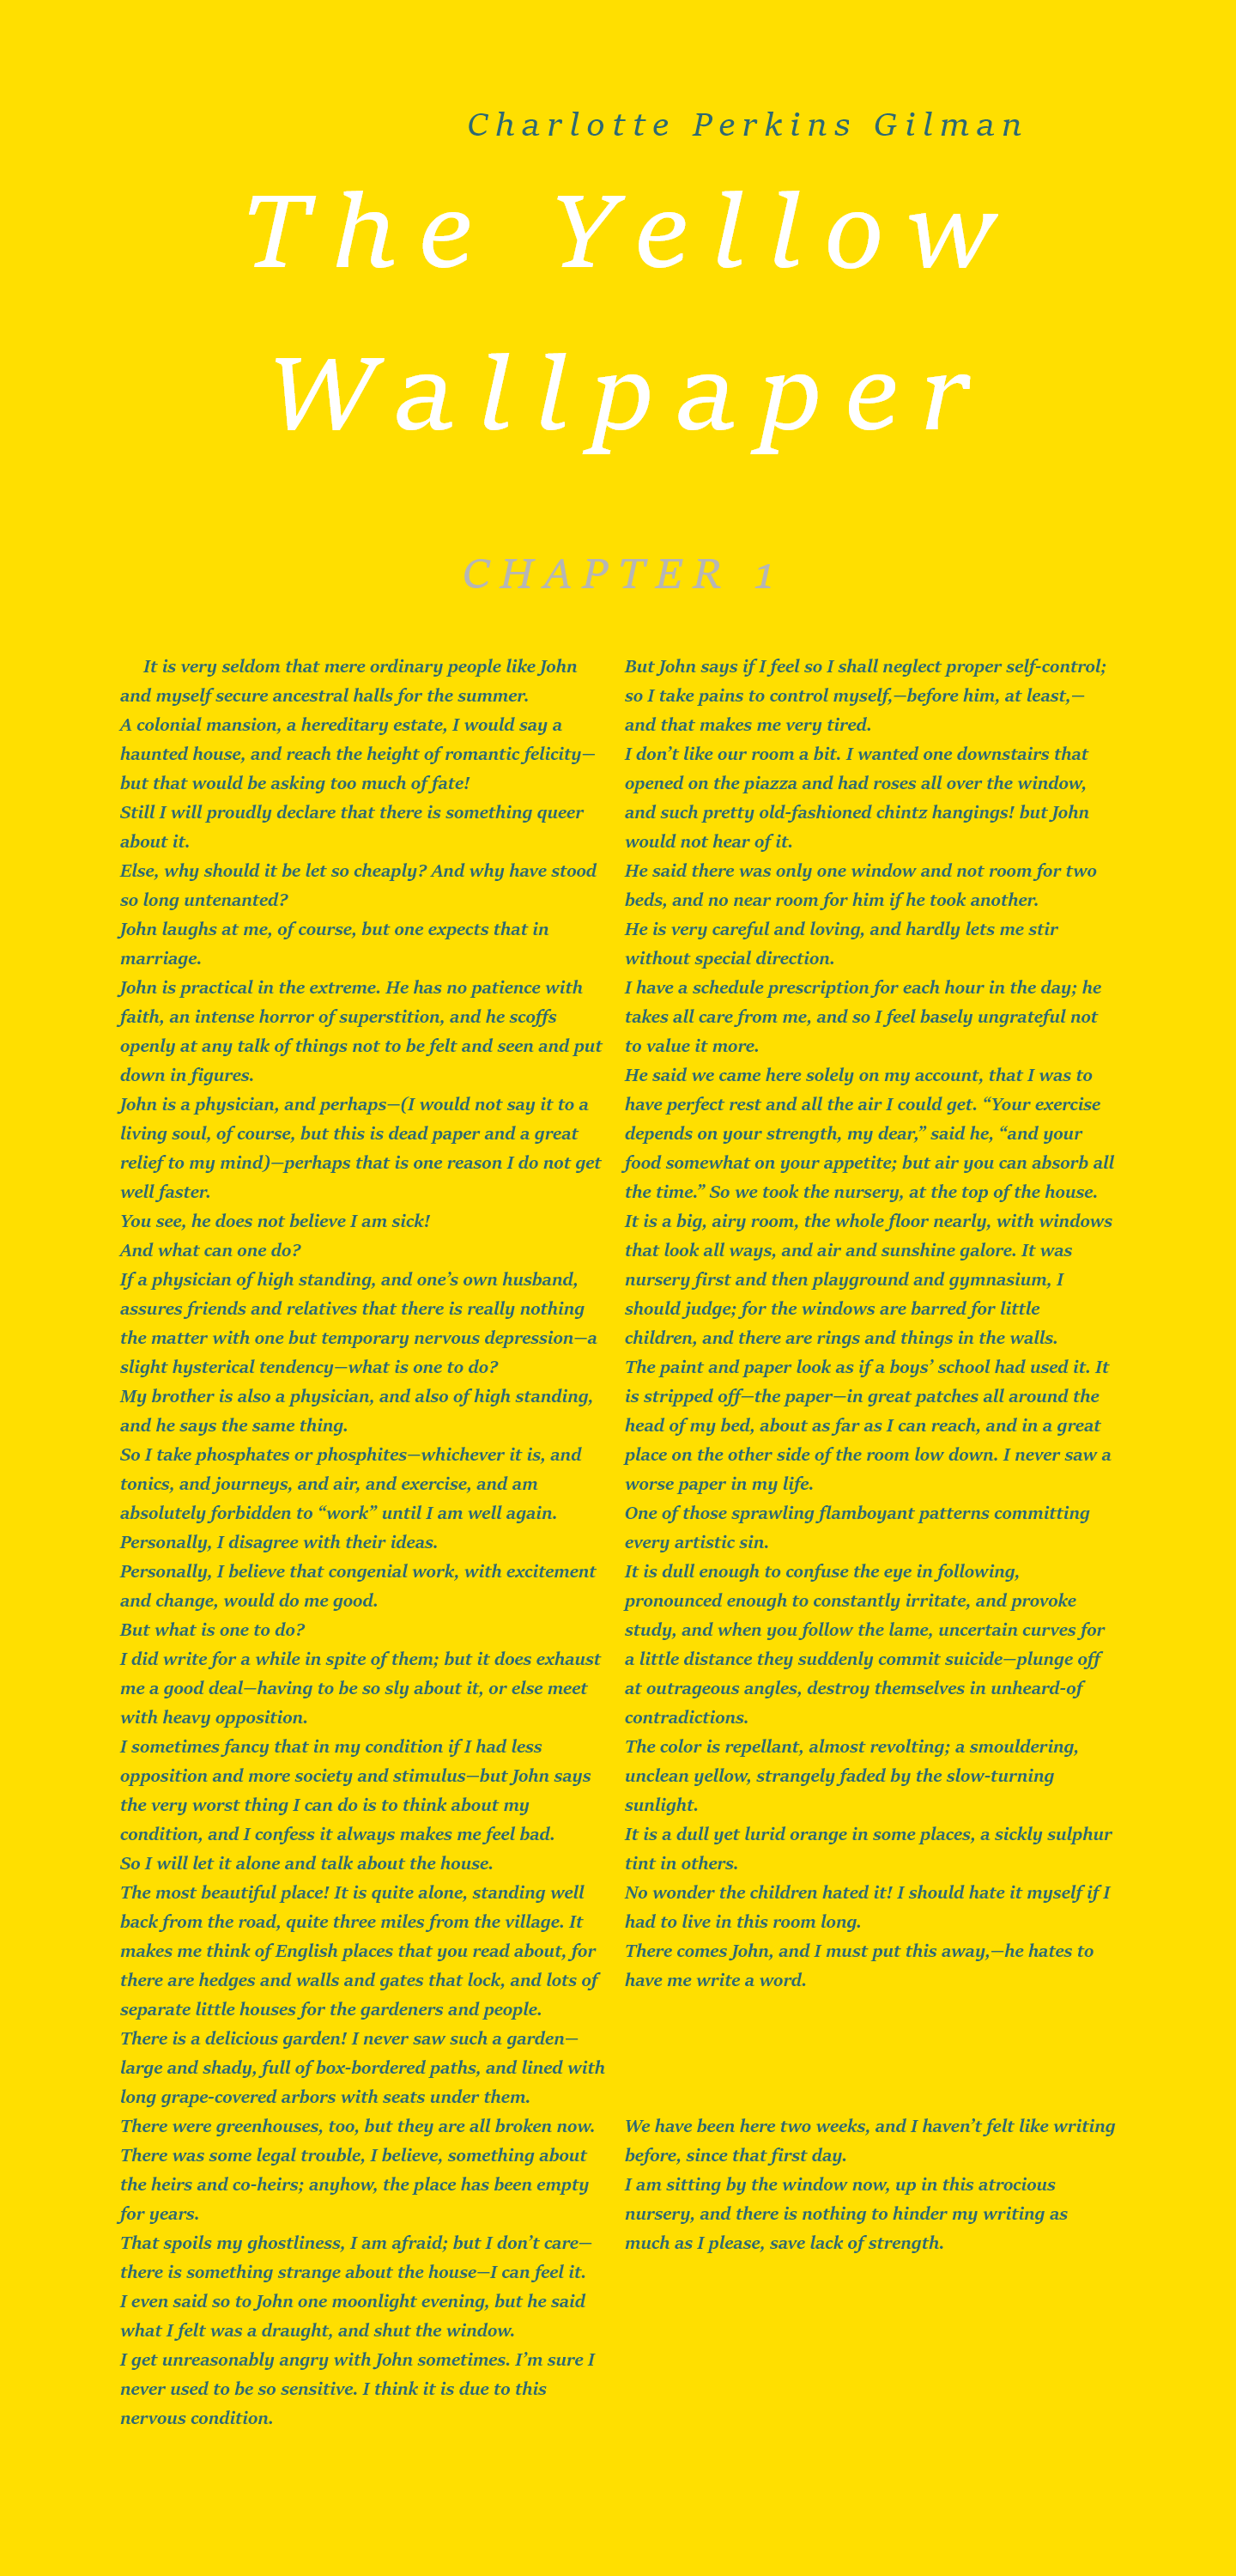 Charlotte Perkins Gilman
The Yellow
Wallpaper
CHAPTER 1
It is very seldom that mere ordinary people like John
and myself secure ancestral halls for the summer.
A colonial mansion, a hereditary estate, I would say a
haunted house, and reach the height of romantic felicity—
but that would be asking too much of fate!
Still I will proudly declare that there is something queer
about it.
Else, why should it be let so cheaply? And why have stood
so long untenanted?
John laughs at me, of course, but one expects that in
marriage.
John is practical in the extreme. He has no patience with
faith, an intense horror of superstition, and he scoffs
openly at any talk of things not to be felt and seen and put
down in figures.
John is a physician, and perhaps—(I would not say it to a
living soul, of course, but this is dead paper and a great
relief to my mind)—perhaps that is one reason I do not get
well faster.
You see, he does not believe I am sick!
And what can one do?
If a physician of high standing, and one’s own husband,
assures friends and relatives that there is really nothing
the matter with one but temporary nervous depression—a
slight hysterical tendency—what is one to do?
My brother is also a physician, and also of high standing,
and he says the same thing.
So I take phosphates or phosphites—whichever it is, and
tonics, and journeys, and air, and exercise, and am
absolutely forbidden to “work” until I am well again.
Personally, I disagree with their ideas.
Personally, I believe that congenial work, with excitement
and change, would do me good.
But what is one to do?
I did write for a while in spite of them; but it does exhaust
me a good deal—having to be so sly about it, or else meet
with heavy opposition.
I sometimes fancy that in my condition if I had less
opposition and more society and stimulus—but John says
the very worst thing I can do is to think about my
condition, and I confess it always makes me feel bad.
So I will let it alone and talk about the house.
The most beautiful place! It is quite alone, standing well
back from the road, quite three miles from the village. It
makes me think of English places that you read about, for
there are hedges and walls and gates that lock, and lots of
separate little houses for the gardeners and people.
There is a delicious garden! I never saw such a garden—
large and shady, full of box-bordered paths, and lined with
long grape-covered arbors with seats under them.
There were greenhouses, too, but they are all broken now.
There was some legal trouble, I believe, something about
the heirs and co-heirs; anyhow, the place has been empty
for years.
That spoils my ghostliness, I am afraid; but I don’t care—
there is something strange about the house—I can feel it.
I even said so to John one moonlight evening, but he said
what I felt was a draught, and shut the window.
I get unreasonably angry with John sometimes. I’m sure I
never used to be so sensitive. I think it is due to this
nervous condition.
But John says if I feel so I shall neglect proper self-control;
so I take pains to control myself,—before him, at least,—
and that makes me very tired.
I don’t like our room a bit. I wanted one downstairs that
opened on the piazza and had roses all over the window,
and such pretty old-fashioned chintz hangings! but John
would not hear of it.
He said there was only one window and not room for two
beds, and no near room for him if he took another.
He is very careful and loving, and hardly lets me stir
without special direction.
I have a schedule prescription for each hour in the day; he
takes all care from me, and so I feel basely ungrateful not
to value it more.
He said we came here solely on my account, that I was to
have perfect rest and all the air I could get. “Your exercise
depends on your strength, my dear,” said he, “and your
food somewhat on your appetite; but air you can absorb all
the time.” So we took the nursery, at the top of the house.
It is a big, airy room, the whole floor nearly, with windows
that look all ways, and air and sunshine galore. It was
nursery first and then playground and gymnasium, I
should judge; for the windows are barred for little
children, and there are rings and things in the walls.
The paint and paper look as if a boys’ school had used it. It
is stripped off—the paper—in great patches all around the
head of my bed, about as far as I can reach, and in a great
place on the other side of the room low down. I never saw a
worse paper in my life.
One of those sprawling flamboyant patterns committing
every artistic sin.
It is dull enough to confuse the eye in following,
pronounced enough to constantly irritate, and provoke
study, and when you follow the lame, uncertain curves for
a little distance they suddenly commit suicide—plunge off
at outrageous angles, destroy themselves in unheard-of
contradictions.
The color is repellant, almost revolting; a smouldering,
unclean yellow, strangely faded by the slow-turning
sunlight.
It is a dull yet lurid orange in some places, a sickly sulphur
tint in others.
No wonder the children hated it! I should hate it myself if I
had to live in this room long.
There comes John, and I must put this away,—he hates to
have me write a word.
We have been here two weeks, and I haven’t felt like writing
before, since that first day.
I am sitting by the window now, up in this atrocious
nursery, and there is nothing to hinder my writing as
much as I please, save lack of strength.